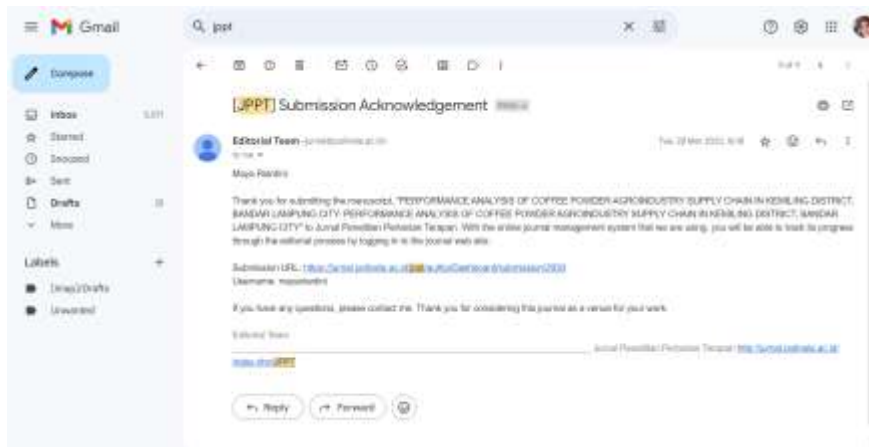 Gmail
jppt
Compose
[JPPT] Submission Acknowledgement
Inbox
Starred
Editorial Team
Snoozed
to me
Sent
Drafts
More
Thank you for submitting the manuscript, "PERFORMANCE ANALYSIS OF COFFEE POWDER AGROINDUSTRY SUPPLY CHAIN IN KEMILING DISTRICT,
BANDAR LAMPUNG CITY: PERFORMANCE ANALYSIS OF COFFEE POWDER AGROINDUSTRY SUPPLY CHAIN IN KEMILING DISTRICT, BANDAR
LAMPUNG CITY" to Jurnal Penelitian Pertanian Terapan. With the online journal management system that we are using, you will be able to track its progress
through the editorial process by logging in to the journal web site:
Labels
Submission URL:
[Imap]/Drafts
Username:
Unwanted
If you have any questions, please contact me. Thank you for considering this journal as a venue for your work.
Editorial Team
Jurnal Penelitian Pertanian Terapan
JPPT
Reply
Forward